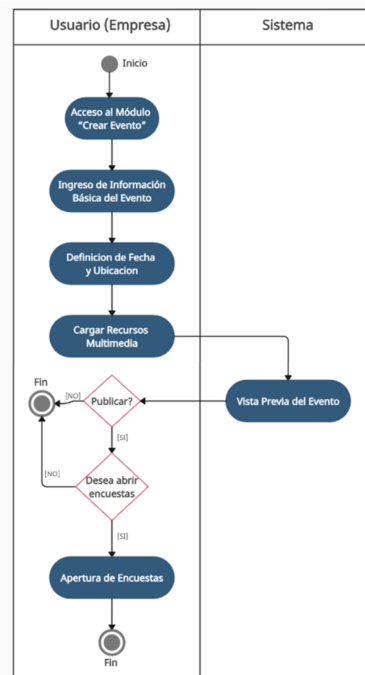 Usuario (Empresa)
Sistema
Inicio
Acceso al Módulo
“Crear Evento”
Ingreso de Información
Básica del Evento
Definicion de Fecha
y Ubicacion
Cargar Recursos
Multimedia
Fin
[NO]
Publicar?
Vista Previa del Evento
[SI]
[NO]
Desea abrir
encuestas
[SI]
Apertura de Encuestas
Fin